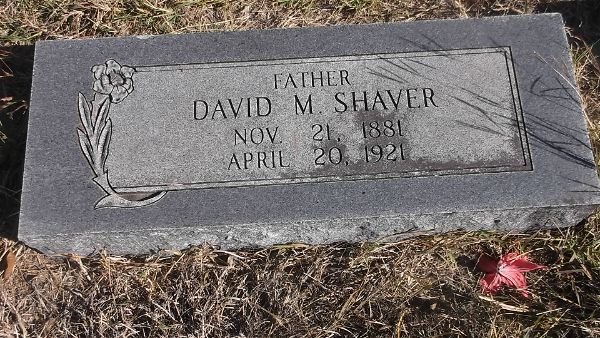 FATHER
DAVID M. SHAVER
NOV. 21, 1881
APRIL 20, 1921